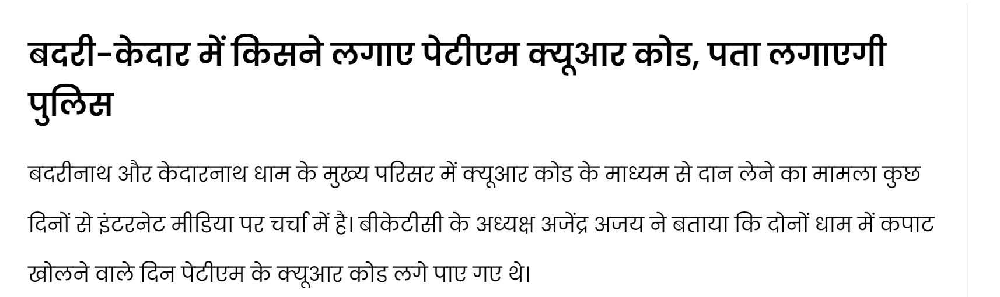 बदरी-केदार में किसने लगाए पेटीएम क्यूआर कोड, पता लगाएगी
पुलिस
बदरीनाथ और केदारनाथ धाम के मुख्य परिसर में क्यूआर कोड के माध्यम से दान लेने का मामला कुछ
दिनों से इंटरनेट मीडिया पर चर्चा में है। बीकेटीसी के अध्यक्ष अजेंद्र अजय ने बताया कि दोनों धाम में कपाट
खोलने वाले दिन पेटीएम के क्यूआर कोड लगे पाए गए थे।